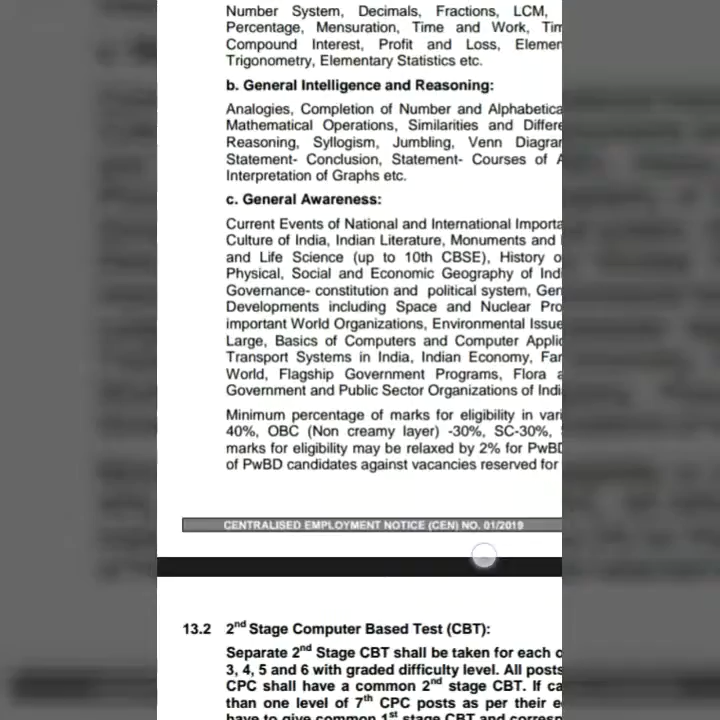 Number System, Decimals, Fractions, LCM,
Percentage, Mensuration, Time and Work, Tim
Compound Interest, Profit and Loss, Elemen
Trigonometry, Elementary Statistics etc.
b. General Intelligence and Reasoning:
Analogies, Completion of Number and Alphabetica
Mathematical Operations, Similarities and Differe
Reasoning, Syllogism, Jumbling, Venn Diagrar
Statement- Conclusion, Statement- Courses of A
Interpretation of Graphs etc.
c. General Awareness:
Current Events of National and International Importa
Culture of India, Indian Literature, Monuments and
and Life Science (up to 10th CBSE), History o
Physical, Social and Economic Geography of Ind
Governance- constitution and political system, Gen
Developments including Space and Nuclear Pro
important World Organizations, Environmental Issue
Large, Basics of Computers and Computer Applic
Transport Systems in India, Indian Economy, Far
World, Flagship Government Programs, Flora a
Government and Public Sector Organizations of Indi
Minimum percentage of marks for eligibility in vari
40%, OBC (Non creamy layer) -30%, SC-30%,
marks for eligibility may be relaxed by 2% for PwBD
of PwBD candidates against vacancies reserved for
CENTRALISED EMPLOYMENT NOTICE (CEN) NO. 01/2019
13.2 2nd Stage Computer Based Test (CBT):
Separate 2nd Stage CBT shall be taken for each c
3, 4, 5 and 6 with graded difficulty level. All posts
CPC shall have a common 2nd stage CBT. If ca
than one level of 7th CPC posts as per their e
have to give common 1st stage CBT and corresp